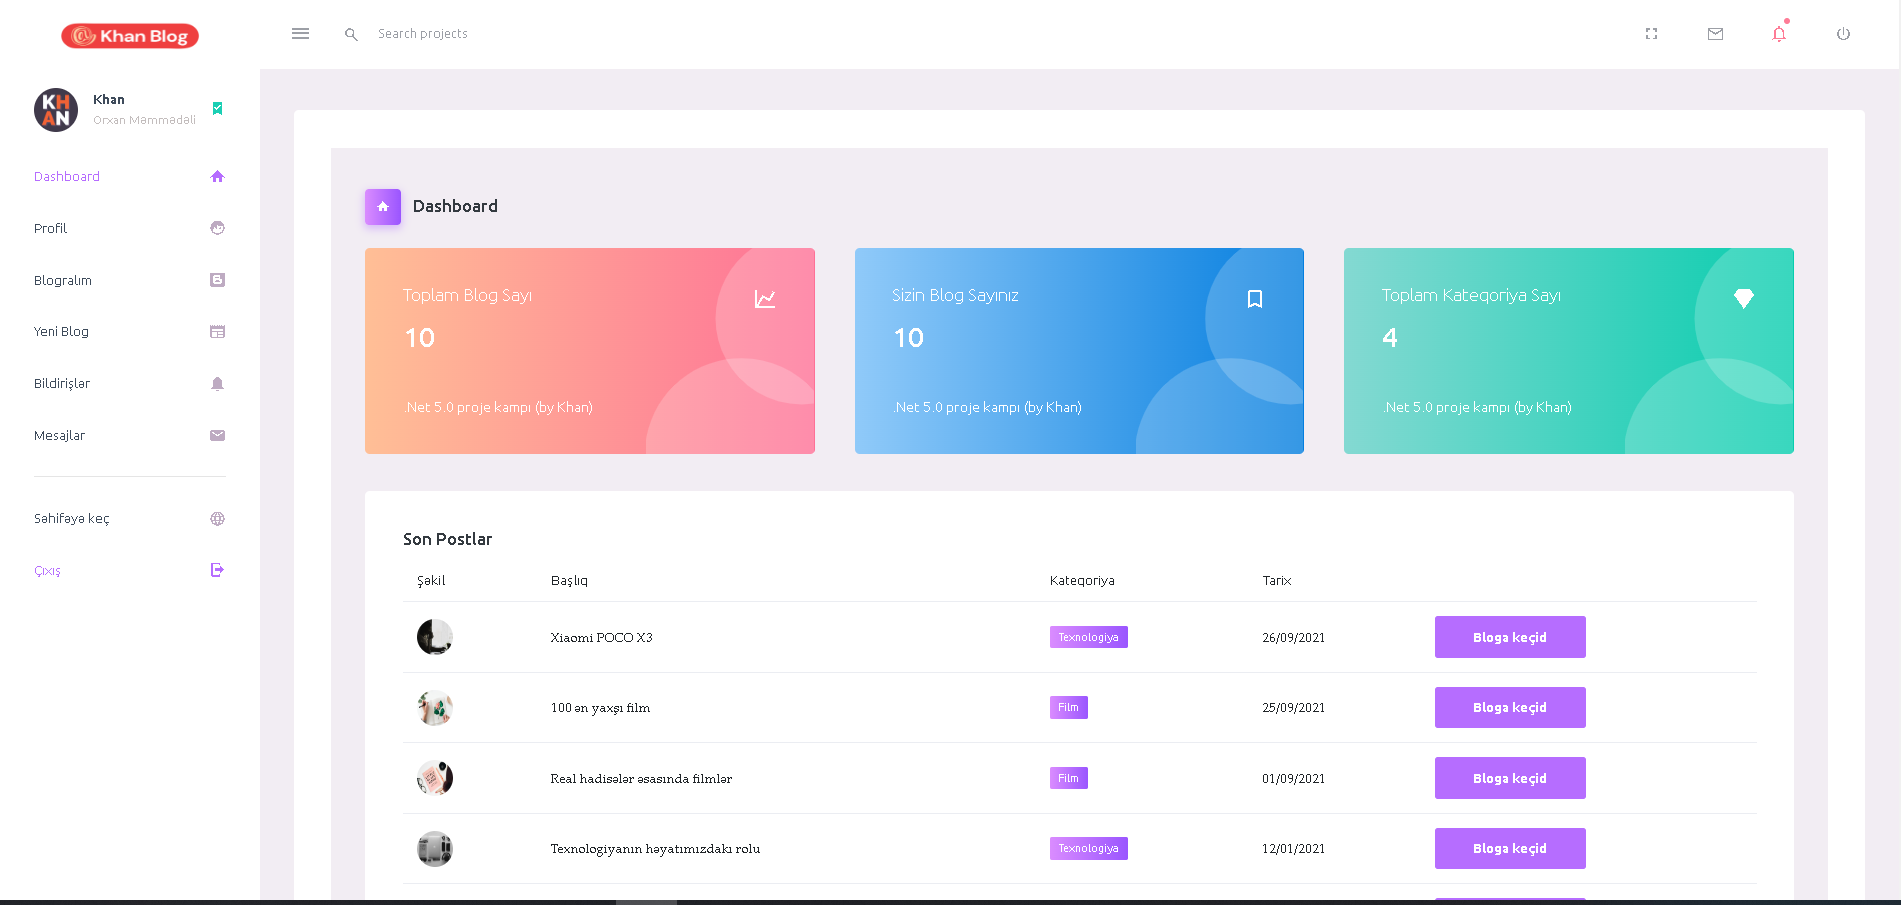 Khan Blog
Search projects
Khan
Orxan Məmmədəli
Dashboard
Profil
Blogralım
Yeni Blog
Bildirişlər
Mesajlar
Səhifəyə keç
Çıxış
Dashboard
Toplam Blog Sayı
10
.Net 5.0 proje kampı (by Khan)
Sizin Blog Sayınız
10
.Net 5.0 proje kampı (by Khan)
Toplam Kateqoriya Sayı
4
.Net 5.0 proje kampı (by Khan)
Son Postlar
Şəkil Başlıq Kateqoriya Tarix
Xiaomi POCO X3 Texnologiya 26/09/2021 Bloga keçid
100 ən yaxşı film Film 25/09/2021 Bloga keçid
Real hadisələr əsasında filmlər Film 01/09/2021 Bloga keçid
Texnologiyanın həyatımızdakı rolu Texnologiya 12/01/2021 Bloga keçid